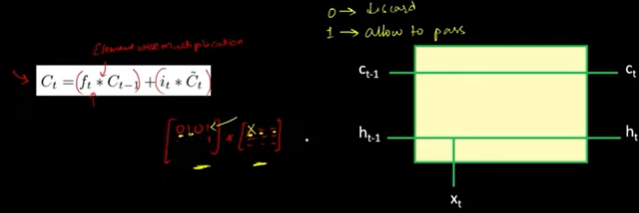 0 → discard
1 → allow to pass
Element wise multiplication
C_t = (f_t * C_{t-1}) + (i_t * C̃_t)
c_{t-1}
c_t
h_{t-1}
h_t
x_t